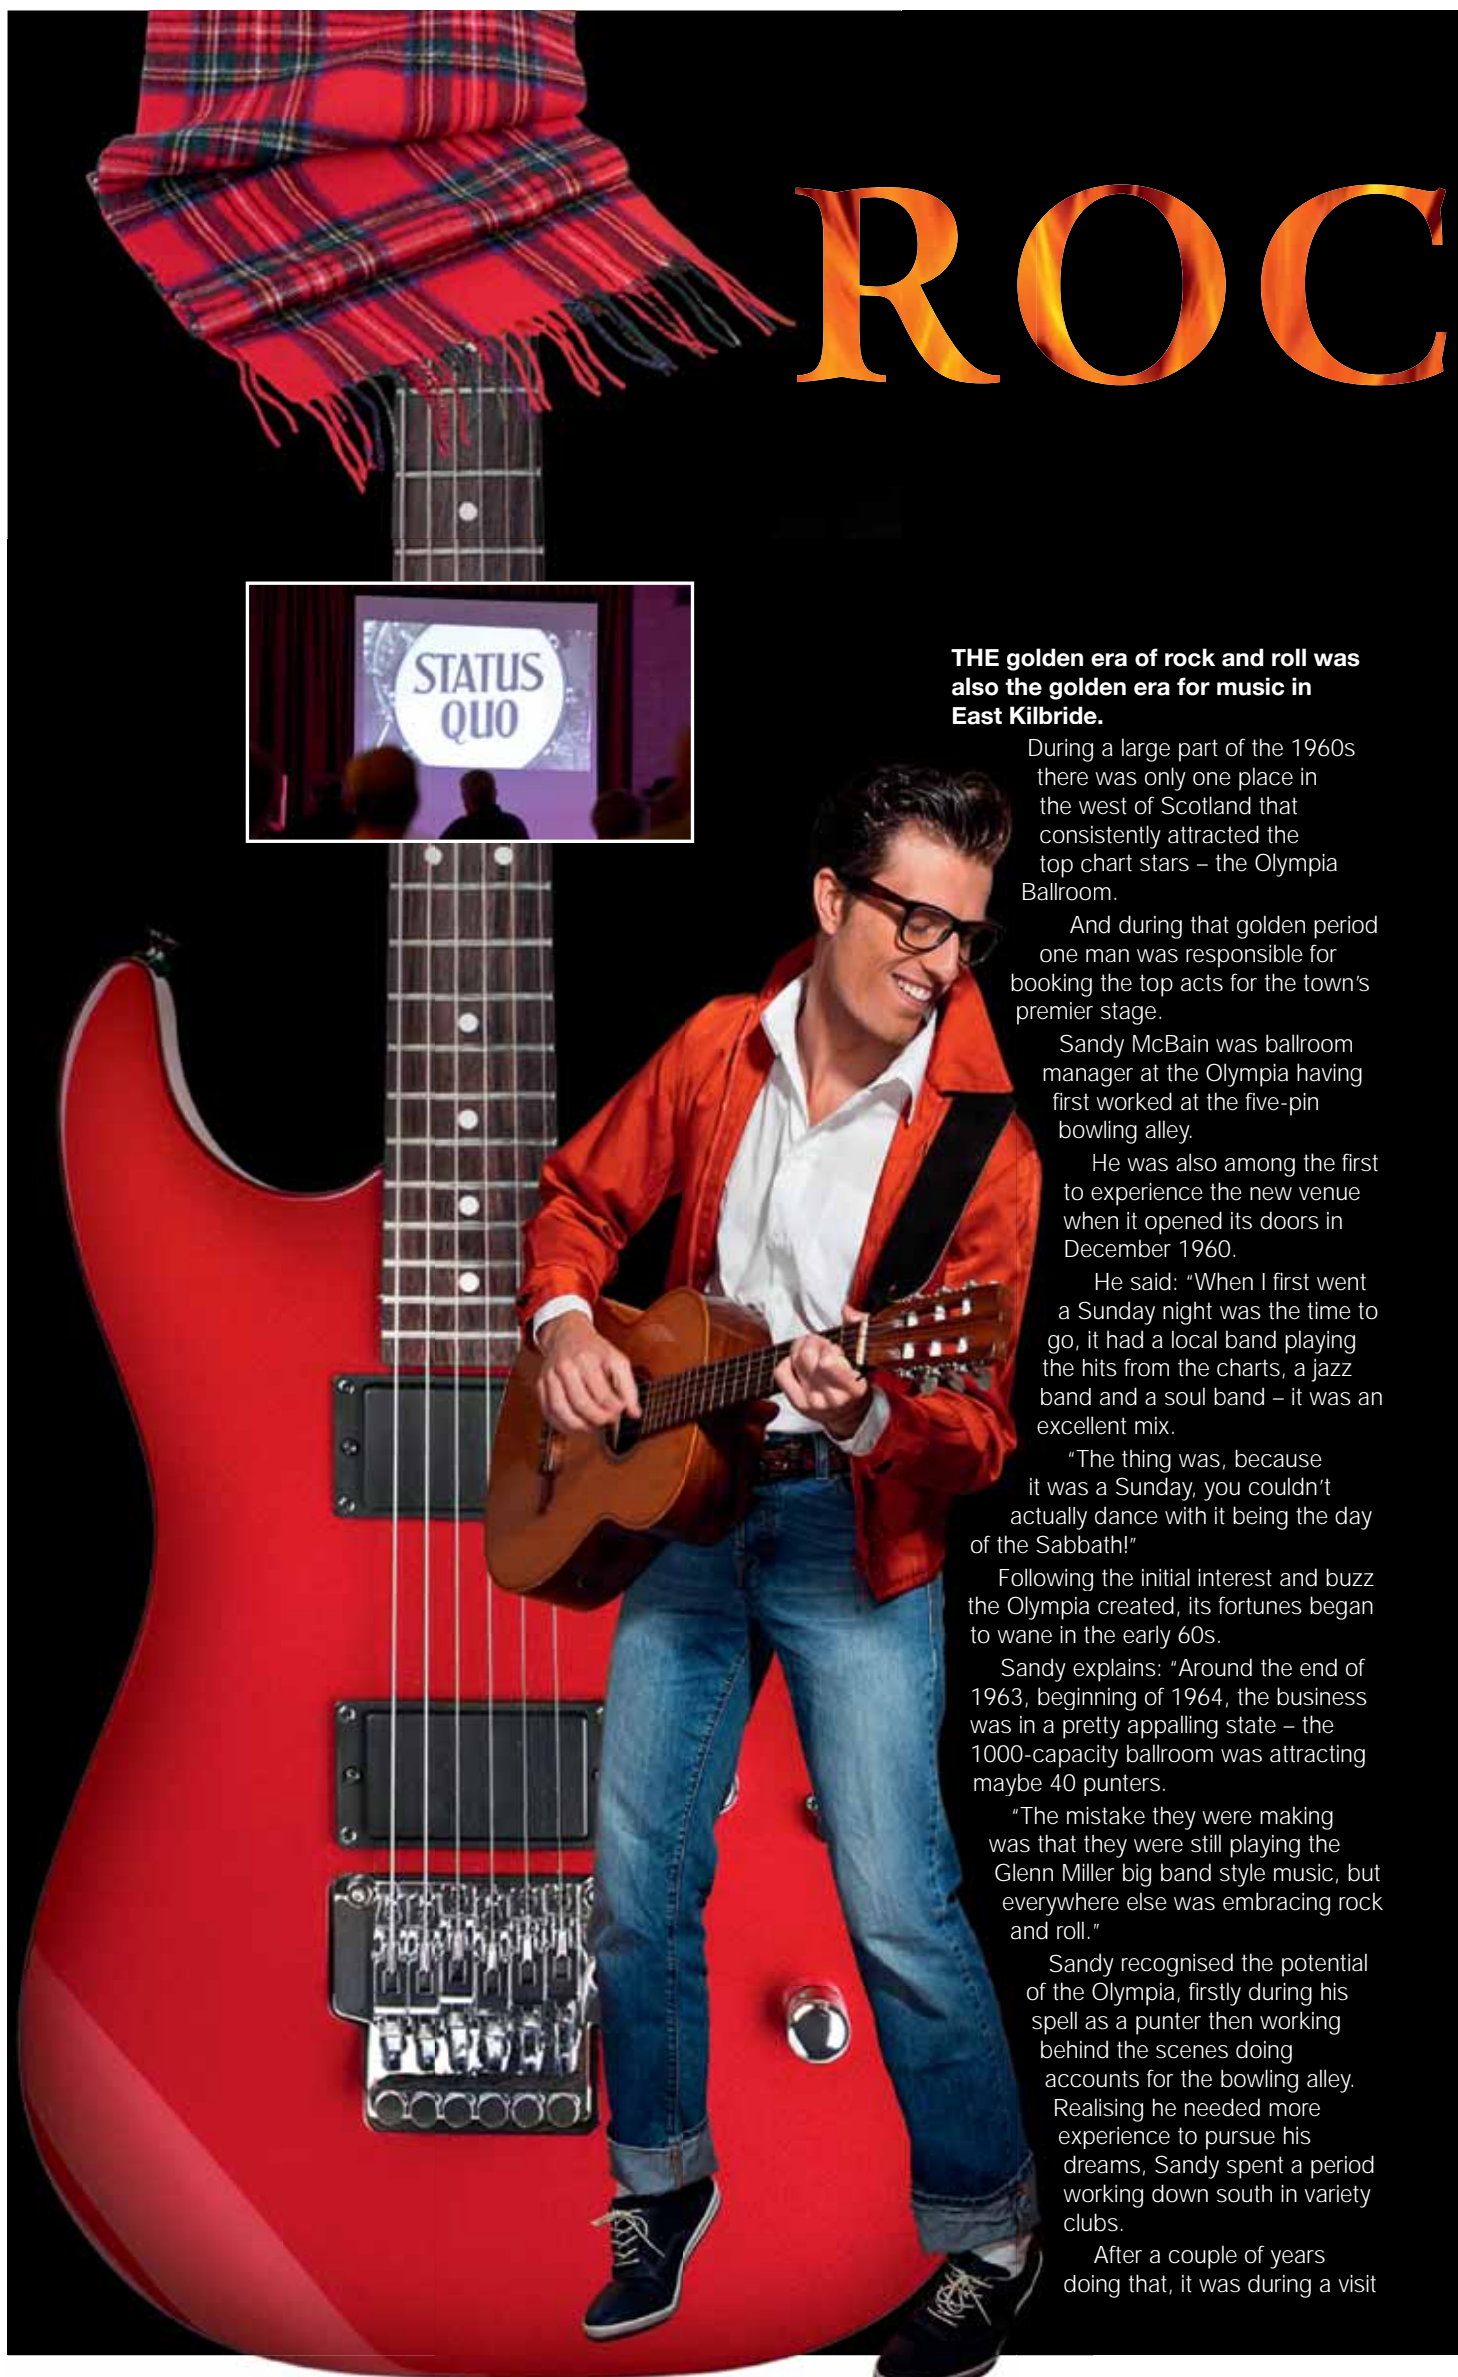 ROC
STATUS
QUO
THE golden era of rock and roll was
also the golden era for music in
East Kilbride.
During a large part of the 1960s
there was only one place in
the west of Scotland that
consistently attracted the
top chart stars – the Olympia
Ballroom.
And during that golden period
one man was responsible for
booking the top acts for the town's
premier stage.
Sandy McBain was ballroom
manager at the Olympia having
first worked at the five-pin
bowling alley.
He was also among the first
to experience the new venue
when it opened its doors in
December 1960.
He said: “When I first went
a Sunday night was the time to
go, it had a local band playing
the hits from the charts, a jazz
band and a soul band – it was an
excellent mix.
“The thing was, because
it was a Sunday, you couldn't
actually dance with it being the day
of the Sabbath!”
Following the initial interest and buzz
the Olympia created, its fortunes began
to wane in the early 60s.
Sandy explains: “Around the end of
1963, beginning of 1964, the business
was in a pretty appalling state – the
1000-capacity ballroom was attracting
maybe 40 punters.
“The mistake they were making
was that they were still playing the
Glenn Miller big band style music, but
everywhere else was embracing rock
and roll.”
Sandy recognised the potential
of the Olympia, firstly during his
spell as a punter then working
behind the scenes doing
accounts for the bowling alley.
Realising he needed more
experience to pursue his
dreams, Sandy spent a period
working down south in variety
clubs.
After a couple of years
doing that, it was during a visit